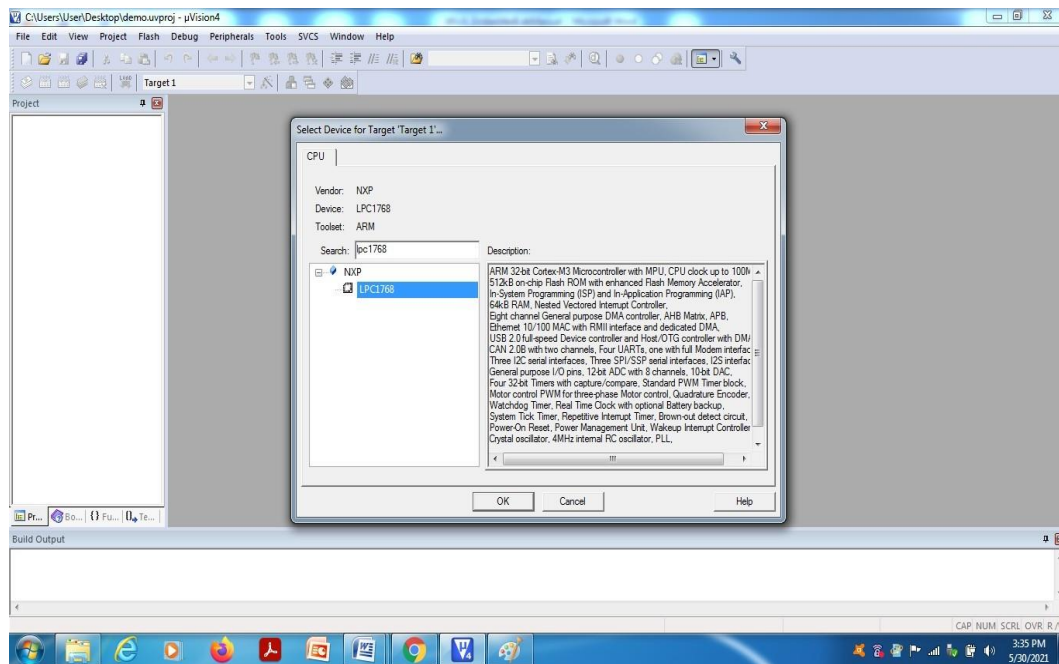 C:\Users\User\Desktop\demo.uvproj - µVision4
File Edit View Project Flash Debug Peripherals Tools SVCS Window Help
Target 1
Project
Select Device for Target 'Target 1'...
CPU
Vendor: NXP
Device: LPC1768
Toolset: ARM
Search: lpc1768
Description:
NXP
LPC1768
ARM 32-bit Cortex-M3 Microcontroller with MPU, CPU clock up to 100M
512kB on-chip Flash ROM with enhanced Flash Memory Accelerator,
In-System Programming (ISP) and In-Application Programming (IAP),
64kB RAM, Nested Vectored Interrupt Controller,
Eight channel General purpose DMA controller, AHB Matrix, APB,
Ethernet 10/100 MAC with RMII interface and dedicated DMA,
USB 2.0 full-speed Device controller and Host/OTG controller with DMA
CAN 2.0B with two channels, Four UARTs, one with full Modem interfac
Three I2C serial interfaces, Three SPI/SSP serial interfaces, I2S interfac
General purpose I/O pins, 12-bit ADC with 8 channels, 10-bit DAC,
Four 32-bit Timers with capture/compare, Standard PWM Timer block,
Motor control PWM for three-phase Motor control, Quadrature Encoder,
Watchdog Timer, Real Time Clock with optional Battery backup,
System Tick Timer, Repetitive Interrupt Timer, Brown-out detect circuit,
Power-On Reset, Power Management Unit, Wakeup Interrupt Controller
Crystal oscillator, 4MHz internal RC oscillator, PLL,
OK Cancel Help
Pr... Bo... {} Fu... Te...
Build Output
CAP NUM SCRL OVR R /
3:35 PM
5/30/2021